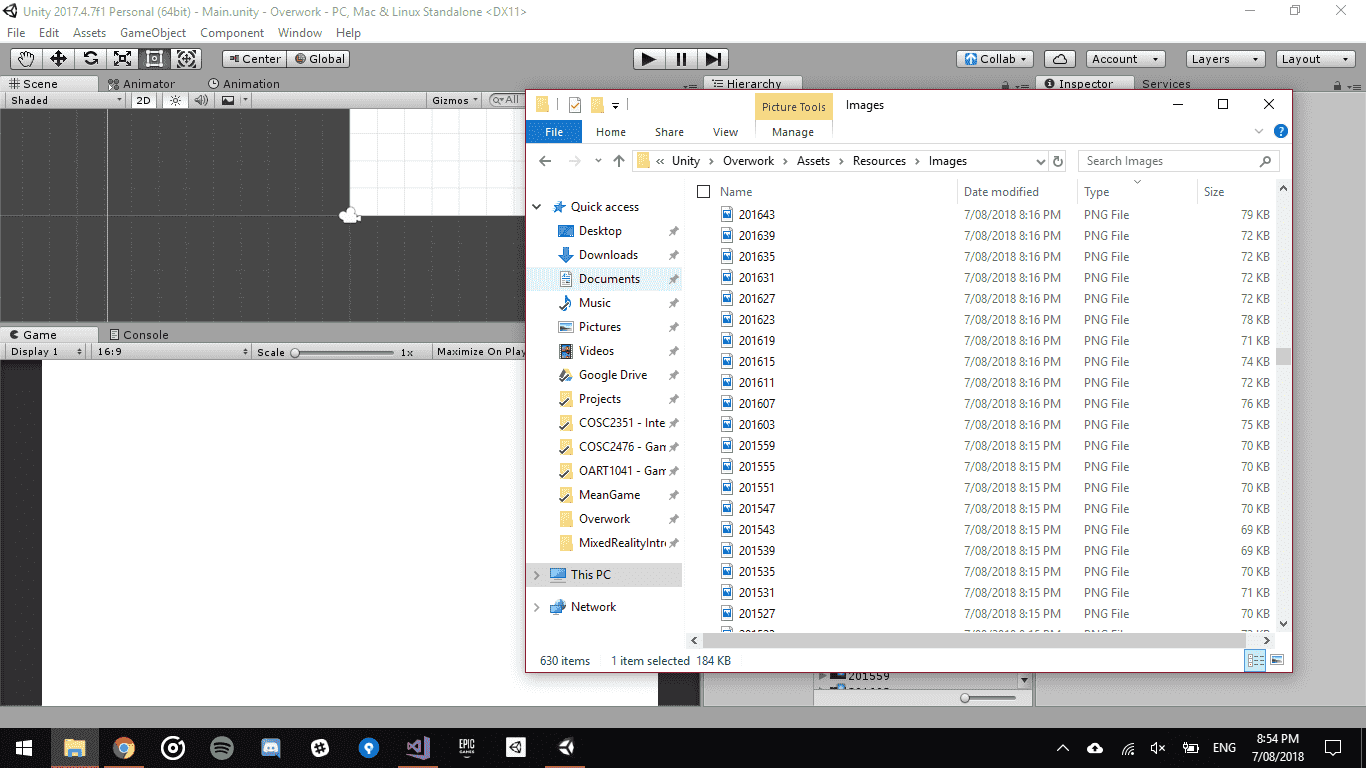 Unity 2017.4.7f1 Personal (64bit) - Main.unity - Overwork - PC, Mac & Linux Standalone <DX11>
File Edit Assets GameObject Component Window Help
Center Global Collab Account Layers Layout
Scene Animator Animation Hierarchy Inspector Services
Shaded 2D Gizmos All
Picture Tools Images
File Home Share View Manage
« Unity > Overwork > Assets > Resources > Images Search Images
Name Date modified Type Size
Quick access
Desktop
Downloads
Documents
Music
Pictures
Videos
Google Drive
Projects
COSC2351 - Inte
COSC2476 - Gam
OART1041 - Gam
MeanGame
Overwork
MixedRealityIntr
This PC
Network
201643 7/08/2018 8:16 PM PNG File 79 KB
201639 7/08/2018 8:16 PM PNG File 72 KB
201635 7/08/2018 8:16 PM PNG File 72 KB
201631 7/08/2018 8:16 PM PNG File 72 KB
201627 7/08/2018 8:16 PM PNG File 72 KB
201623 7/08/2018 8:16 PM PNG File 78 KB
201619 7/08/2018 8:16 PM PNG File 71 KB
201615 7/08/2018 8:16 PM PNG File 74 KB
201611 7/08/2018 8:16 PM PNG File 72 KB
201607 7/08/2018 8:16 PM PNG File 76 KB
201603 7/08/2018 8:16 PM PNG File 75 KB
201559 7/08/2018 8:15 PM PNG File 70 KB
201555 7/08/2018 8:15 PM PNG File 70 KB
201551 7/08/2018 8:15 PM PNG File 70 KB
201547 7/08/2018 8:15 PM PNG File 70 KB
201543 7/08/2018 8:15 PM PNG File 69 KB
201539 7/08/2018 8:15 PM PNG File 69 KB
201535 7/08/2018 8:15 PM PNG File 70 KB
201531 7/08/2018 8:15 PM PNG File 71 KB
201527 7/08/2018 8:15 PM PNG File 70 KB
630 items 1 item selected 184 KB
Game Console
Display 1 16:9 Scale 1x Maximize On Play
201559
EPIC GAMES
ENG
8:54 PM
7/08/2018